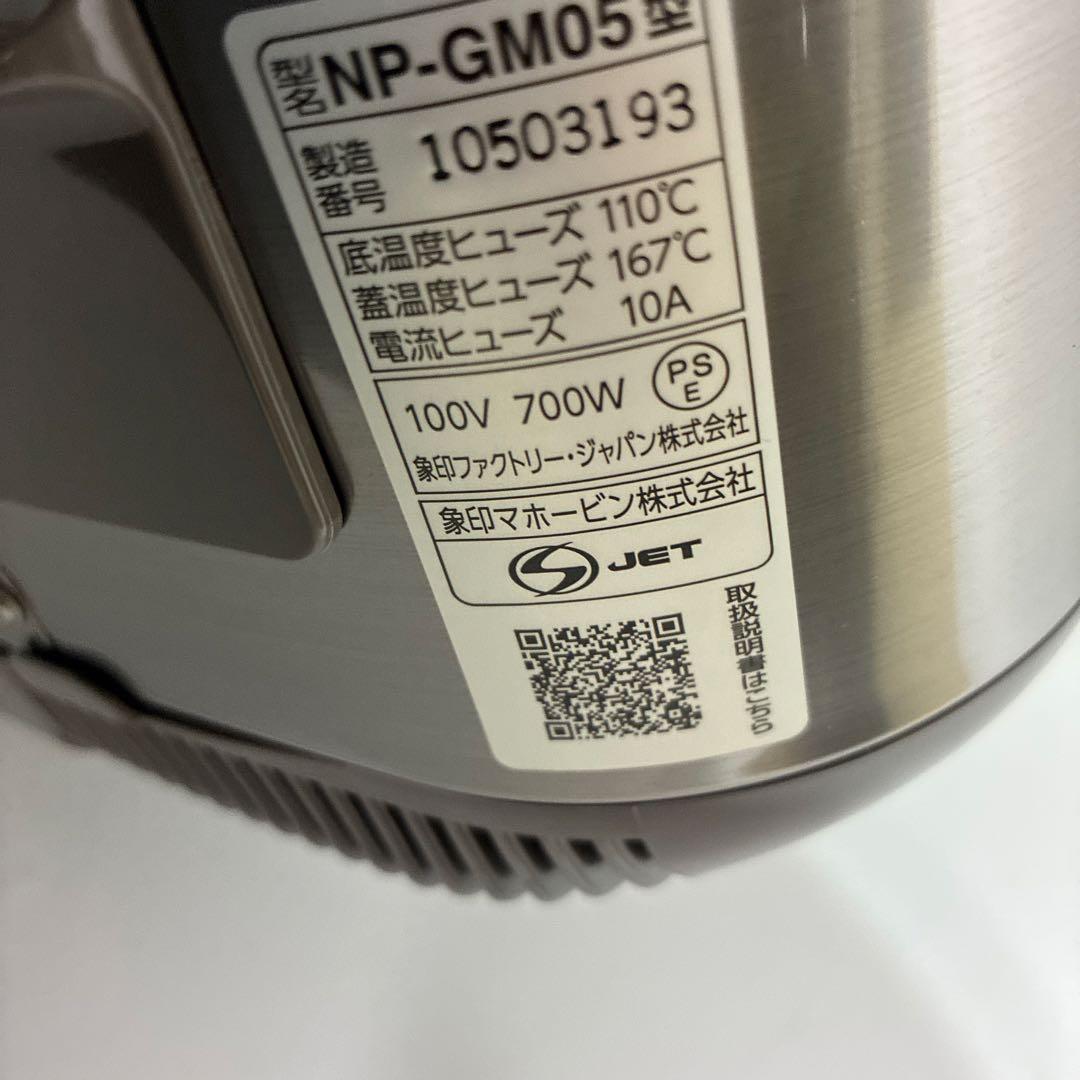 型名 NP-GM05型
製造番号 10503193
底温度ヒューズ 110℃
蓋温度ヒューズ 167℃
電流ヒューズ 10A
100V 700W PSE
象印ファクトリー・ジャパン株式会社
象印マホービン株式会社
S JET
取扱説明書はこちら